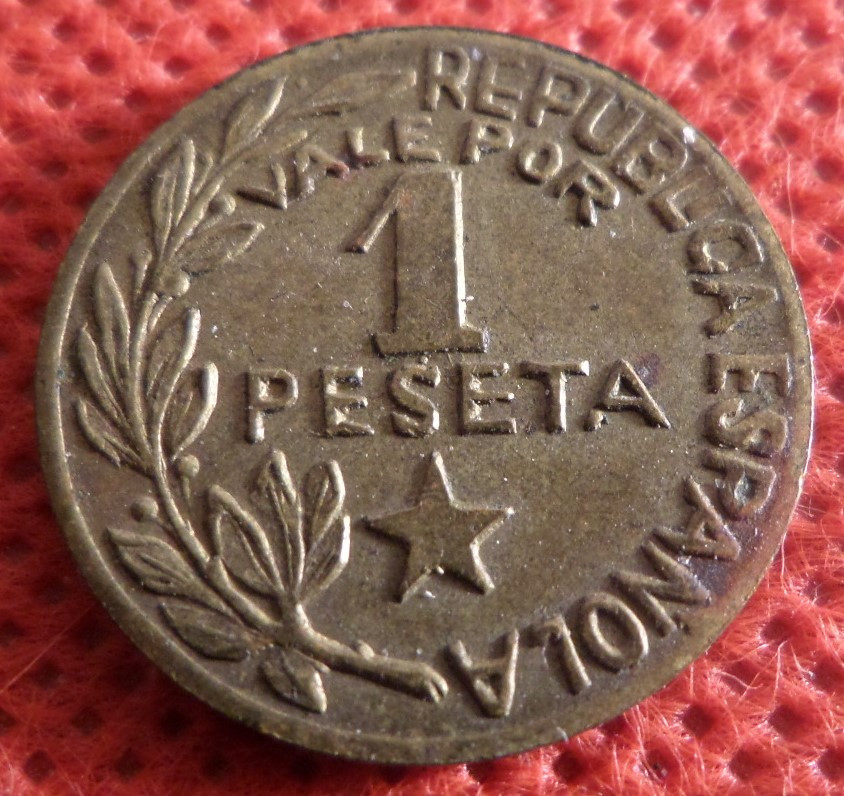 REPUBLICA ESPAÑOLA
VALE POR
1
PESETA